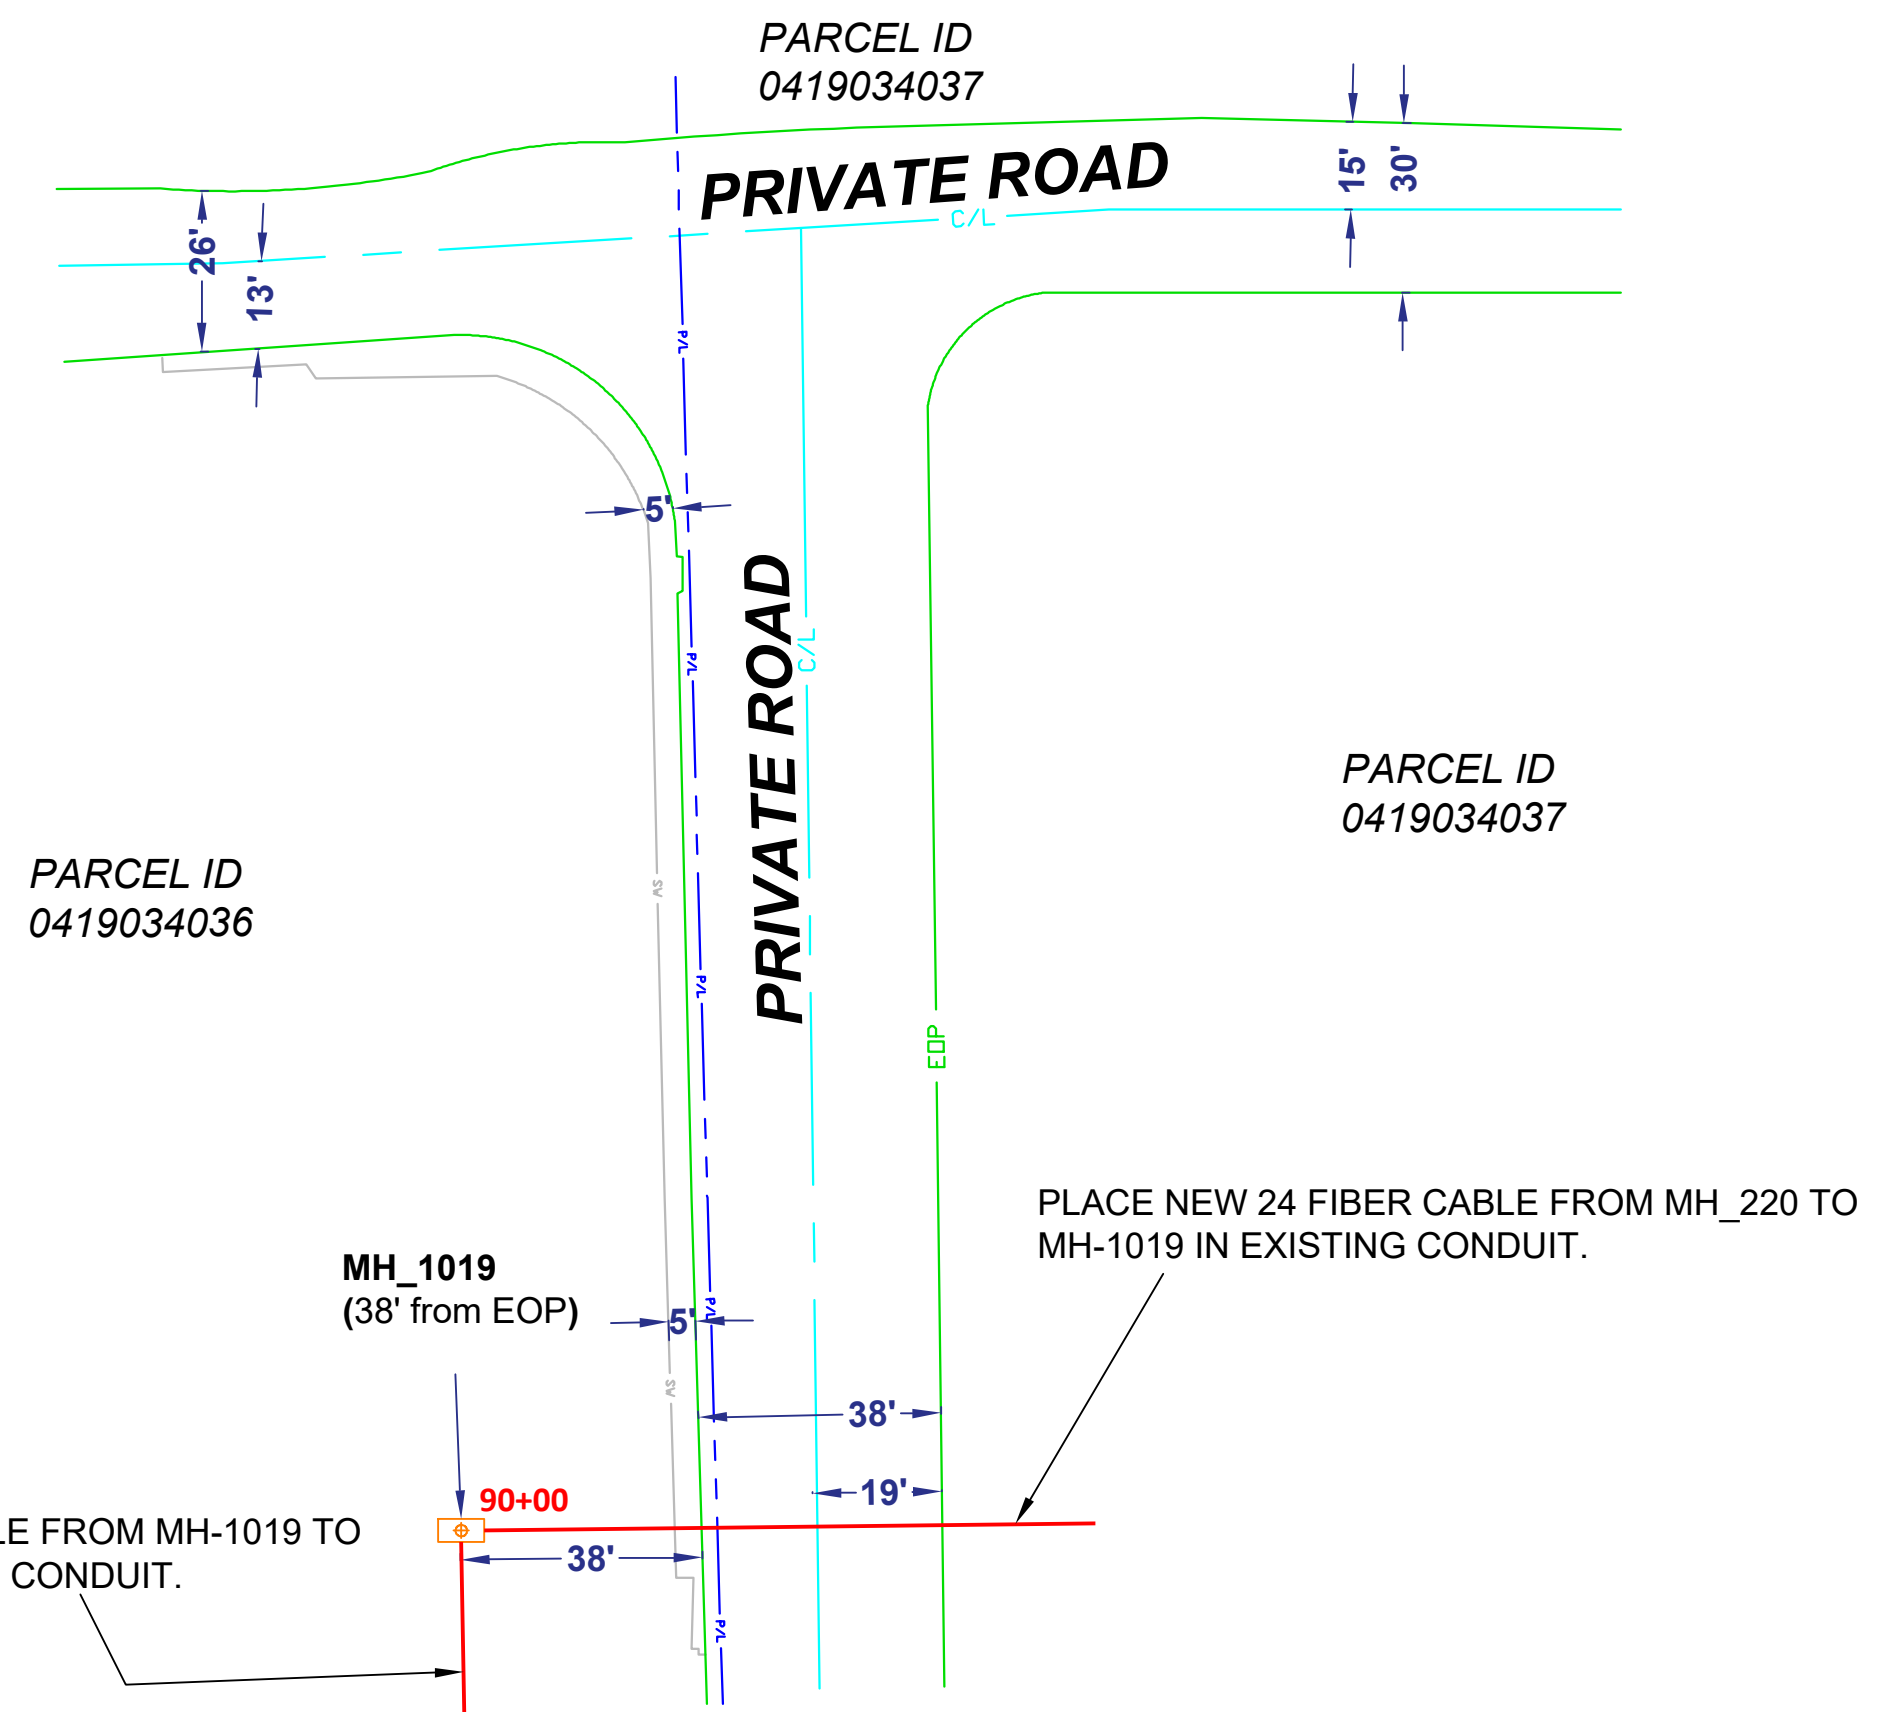 PARCEL ID
0419034037
PRIVATE ROAD
15'
30'
C/L
26'
13'
P/L
5'
PRIVATE ROAD
C/L
P/L
PARCEL ID
0419034037
PARCEL ID
0419034036
SW
P/L
EOP
PLACE NEW 24 FIBER CABLE FROM MH_220 TO
MH-1019 IN EXISTING CONDUIT.
MH_1019
(38' from EOP)
P/L
5'
SW
38'
19'
90+00
FROM MH-1019 TO
CONDUIT.
38'
P/L